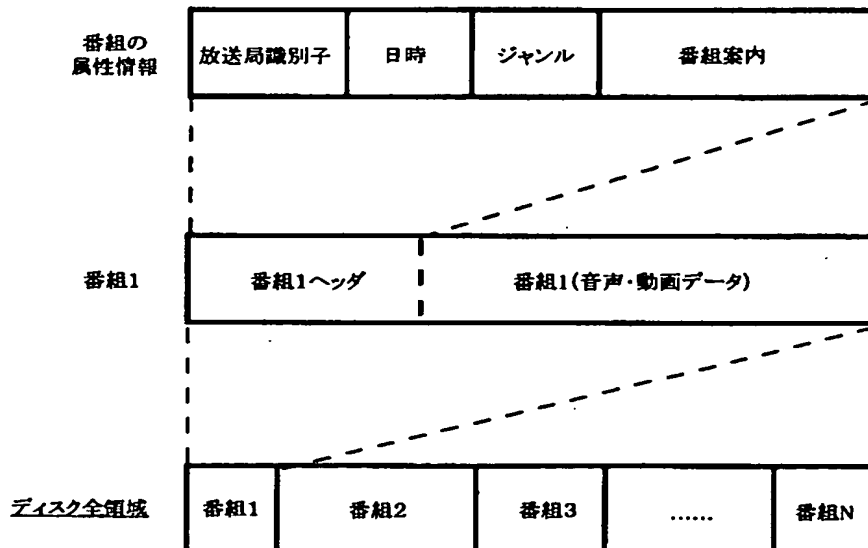 番組の
属性情報
放送局識別子
日時
ジャンル
番組案内
番組1
番組1ヘッダ
番組1(音声・動画データ)
ディスク全領域
番組1
番組2
番組3
……
番組N